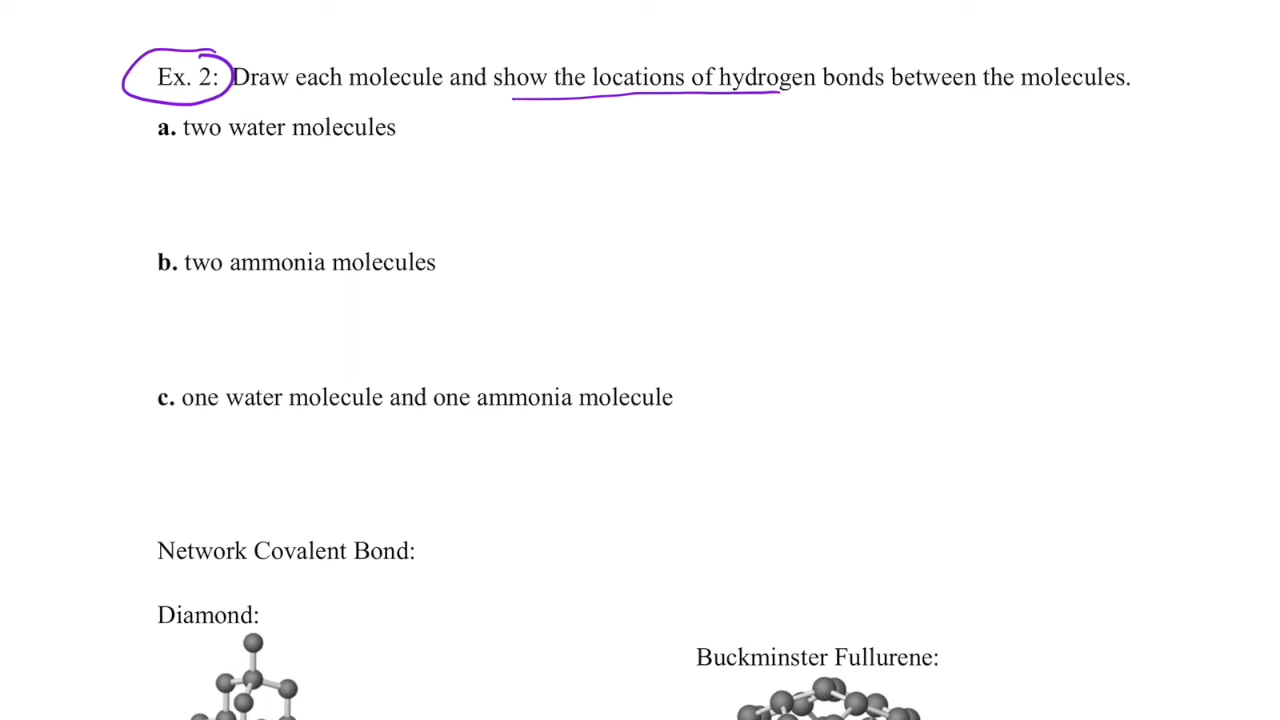 Ex. 2: Draw each molecule and show the locations of hydrogen bonds between the molecules.
a. two water molecules
b. two ammonia molecules
c. one water molecule and one ammonia molecule
Network Covalent Bond:
Diamond:
Buckminster Fullurene: